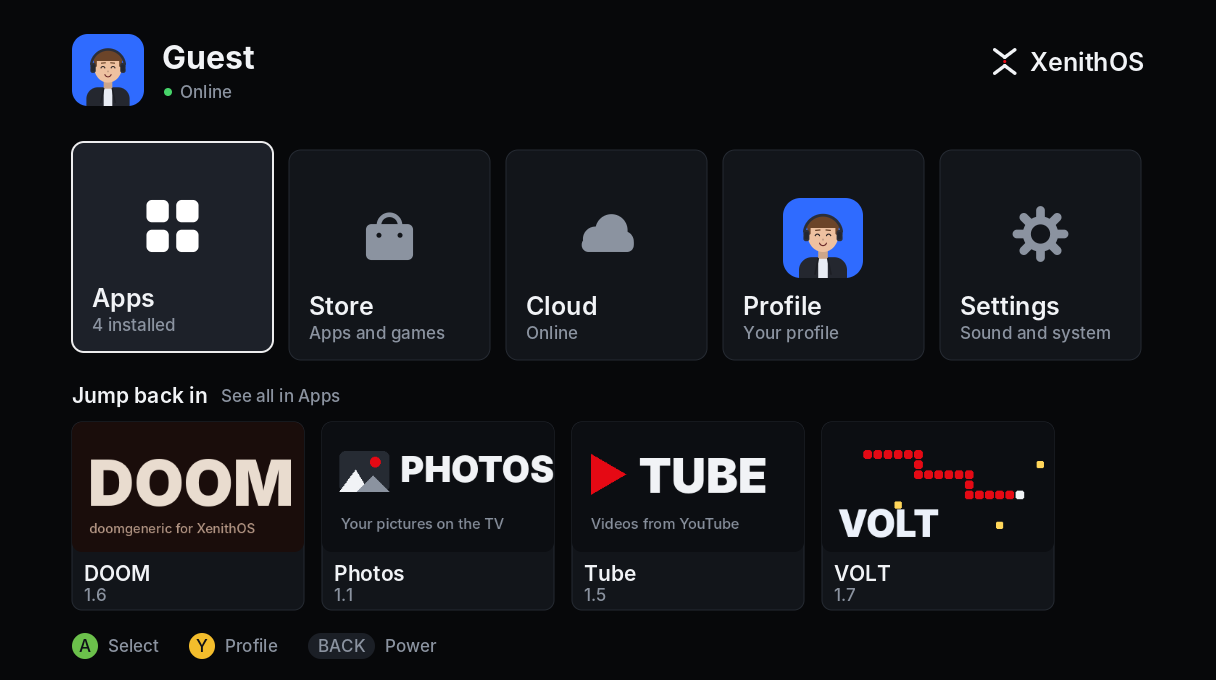 Guest
Online
XenithOS
Apps
4 installed
Store
Apps and games
Cloud
Online
Profile
Your profile
Settings
Sound and system
Jump back in See all in Apps
DOOM
doomgeneric for XenithOS
DOOM
1.6
PHOTOS
Your pictures on the TV
Photos
1.1
TUBE
Videos from YouTube
Tube
1.5
VOLT
VOLT
1.7
A Select Y Profile BACK Power